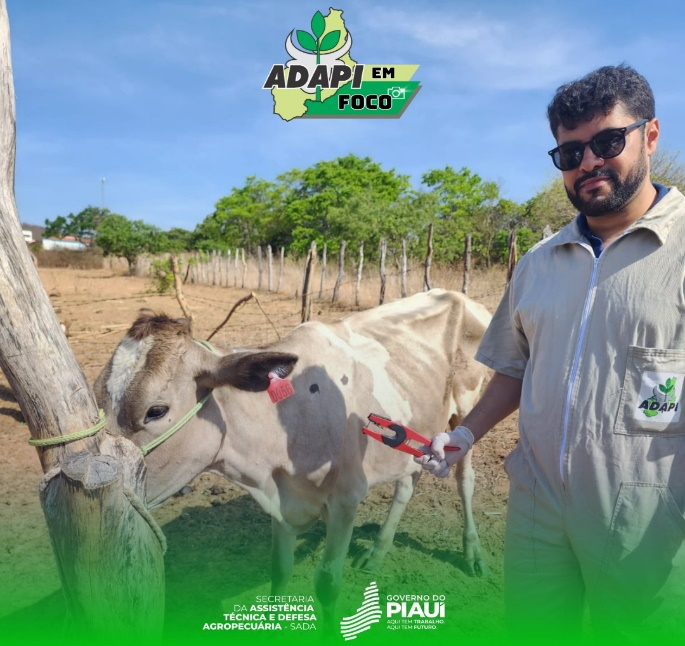 ADAPI EM
FOCO
ADAPI
SECRETARIA
DA ASSISTÊNCIA
TÉCNICA E DEFESA
AGROPECUÁRIA - SADA
GOVERNO DO
PIAUÍ
AQUI TEM TRABALHO.
AQUI TEM FUTURO.